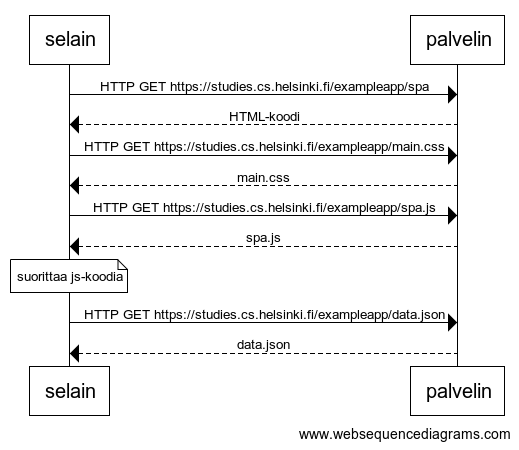 selain
palvelin
HTTP GET https://studies.cs.helsinki.fi/exampleapp/spa
HTML-koodi
HTTP GET https://studies.cs.helsinki.fi/exampleapp/main.css
main.css
HTTP GET https://studies.cs.helsinki.fi/exampleapp/spa.js
spa.js
suorittaa js-koodia
HTTP GET https://studies.cs.helsinki.fi/exampleapp/data.json
data.json
selain
palvelin
www.websequencediagrams.com